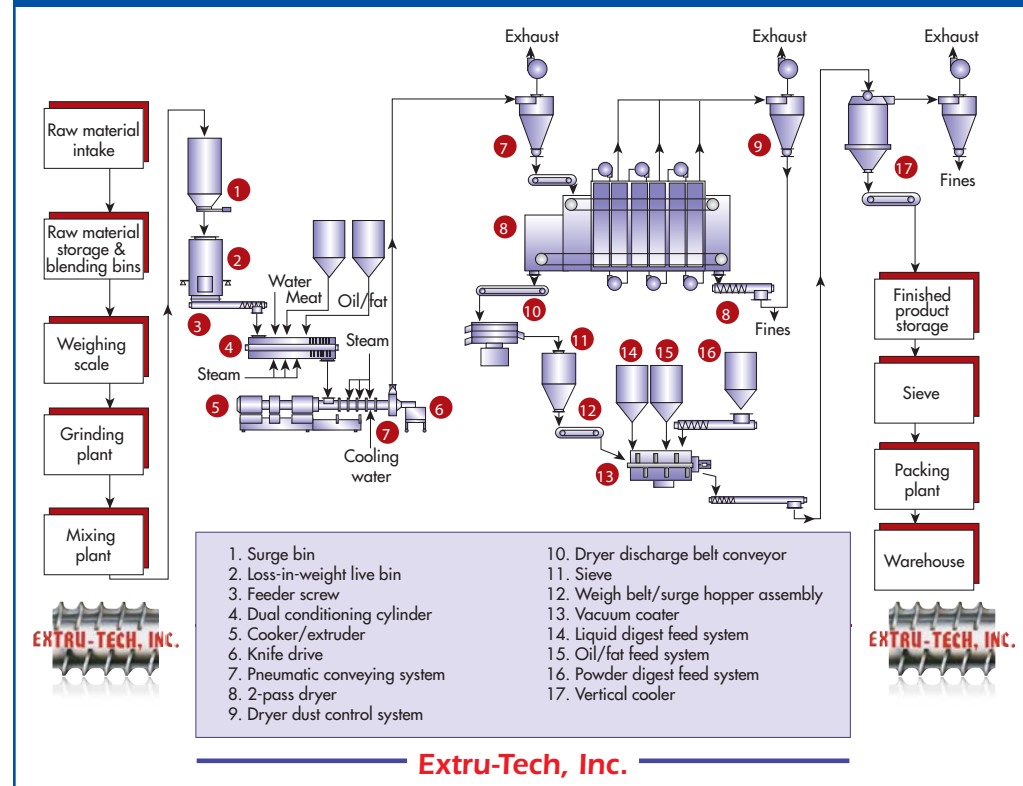 Exhaust
Exhaust
Exhaust
Raw material
intake
1
7
9
17
Fines
Raw material
storage &
blending bins
2
8
Water
Meat
Oil/fat
3
10
8
Fines
Finished
product
storage
Weighing
scale
4
Steam
Steam
11
14
15
16
Sieve
5
6
7
Cooling
water
12
13
Grinding
plant
Packing
plant
Mixing
plant
Warehouse
1. Surge bin
2. Loss-in-weight live bin
3. Feeder screw
4. Dual conditioning cylinder
5. Cooker/extruder
6. Knife drive
7. Pneumatic conveying system
8. 2-pass dryer
9. Dryer dust control system
10. Dryer discharge belt conveyor
11. Sieve
12. Weigh belt/surge hopper assembly
13. Vacuum coater
14. Liquid digest feed system
15. Oil/fat feed system
16. Powder digest feed system
17. Vertical cooler
EXTRU-TECH, INC.
EXTRU-TECH, INC.
Extru-Tech, Inc.